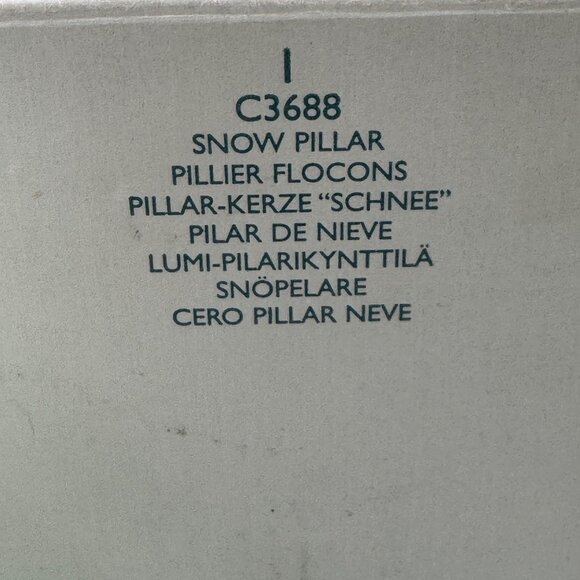 1
C3688
SNOW PILLAR
PILLIER FLOCONS
PILLAR-KERZE “SCHNEE”
PILAR DE NIEVE
LUMI-PILARIKYNTTILÄ
SNÖPELARE
CERO PILLAR NEVE